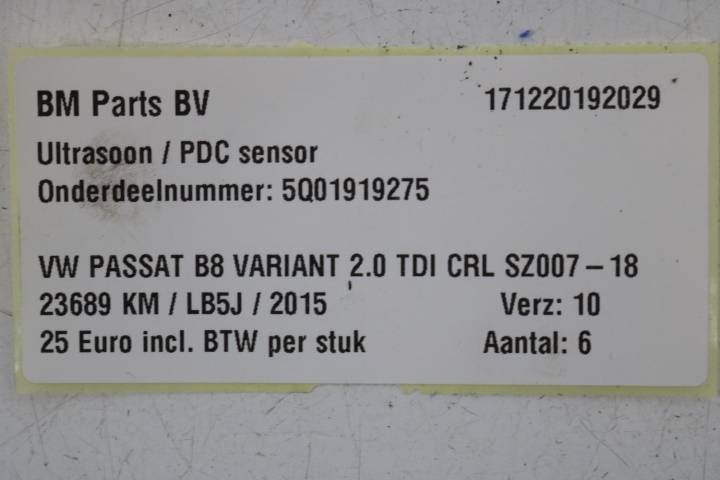 BM Parts BV 171220192029
Ultrasoon / PDC sensor
Onderdeelnummer: 5Q01919275
VW PASSAT B8 VARIANT 2.0 TDI CRL SZ007 – 18
23689 KM / LB5J / 2015 Verz: 10
25 Euro incl. BTW per stuk Aantal: 6